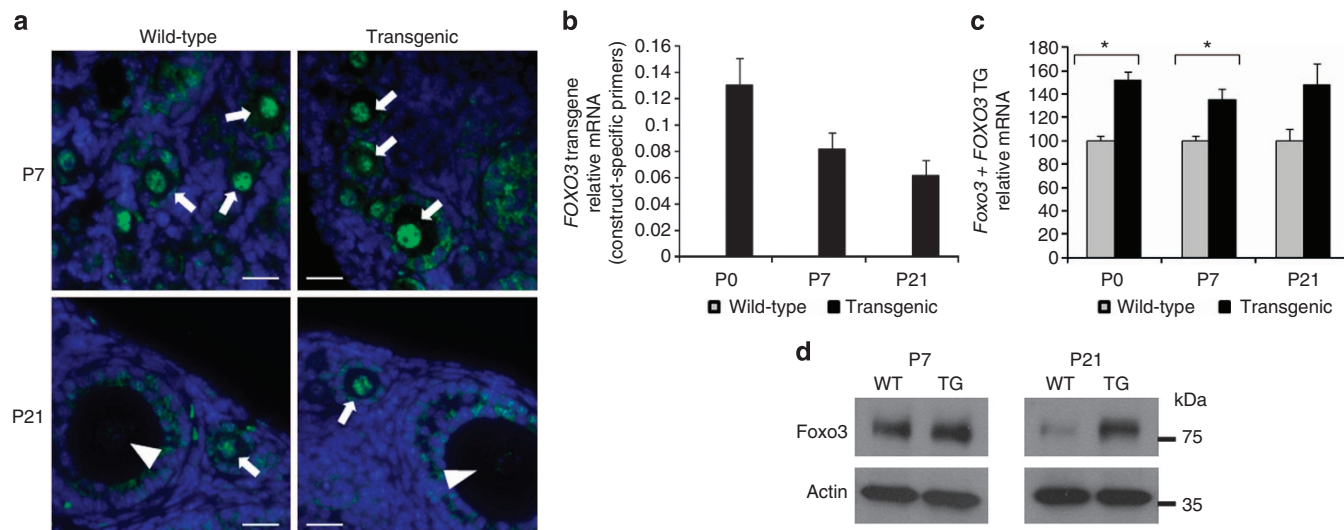 a
Wild-type
Transgenic
P7
P21
b
FOXO3 transgene
relative mRNA
(construct-specific primers)
0.16
0.14
0.12
0.1
0.08
0.06
0.04
0.02
0
P0
P7
P21
Wild-type
Transgenic
c
Foxo3 + FOXO3 TG
relative mRNA
180
160
140
120
100
80
60
40
20
0
*
*
P0
P7
P21
Wild-type
Transgenic
d
P7
P21
WT
TG
WT
TG
kDa
Foxo3
75
Actin
35